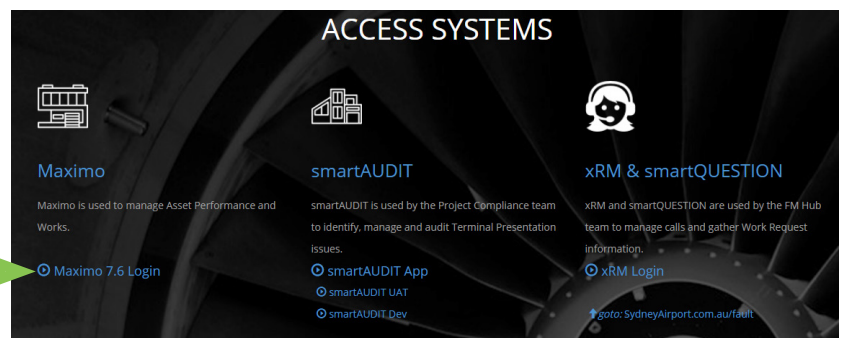 ACCESS SYSTEMS
Maximo
Maximo is used to manage Asset Performance and
Works.
Maximo 7.6 Login
smartAUDIT
smartAUDIT is used by the Project Compliance team
to identify, manage and audit Terminal Presentation
issues.
smartAUDIT App
smartAUDIT UAT
smartAUDIT Dev
xRM & smartQUESTION
xRM and smartQUESTION are used by the FM Hub
team to manage calls and gather Work Request
information.
xRM Login
goto: SydneyAirport.com.au/fault